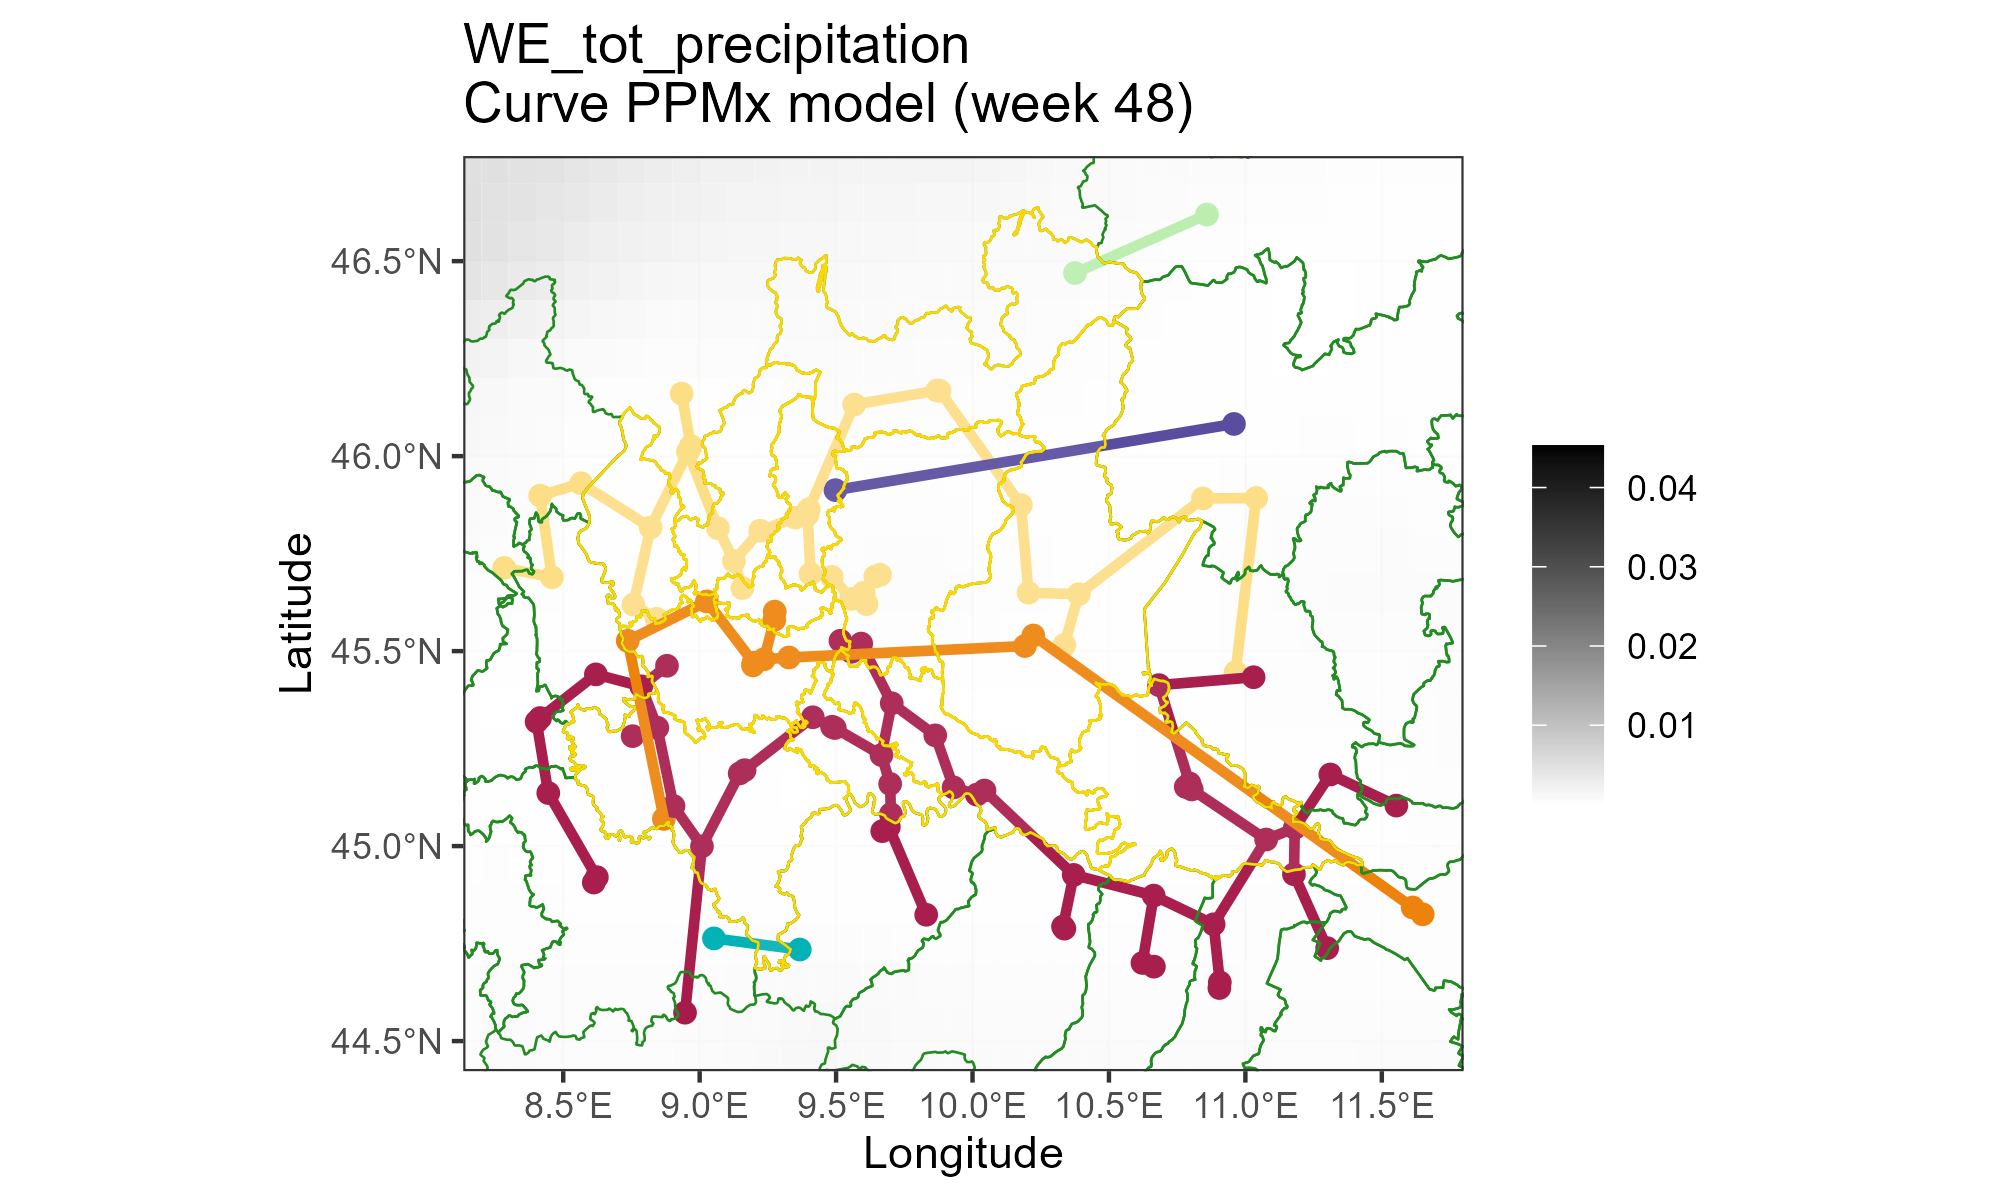 WE_tot_precipitation
Curve PPMx model (week 48)
46.5°N
46.0°N
45.5°N
45.0°N
44.5°N
Latitude
8.5°E
9.0°E
9.5°E
10.0°E
10.5°E
11.0°E
11.5°E
Longitude
0.04
0.03
0.02
0.01